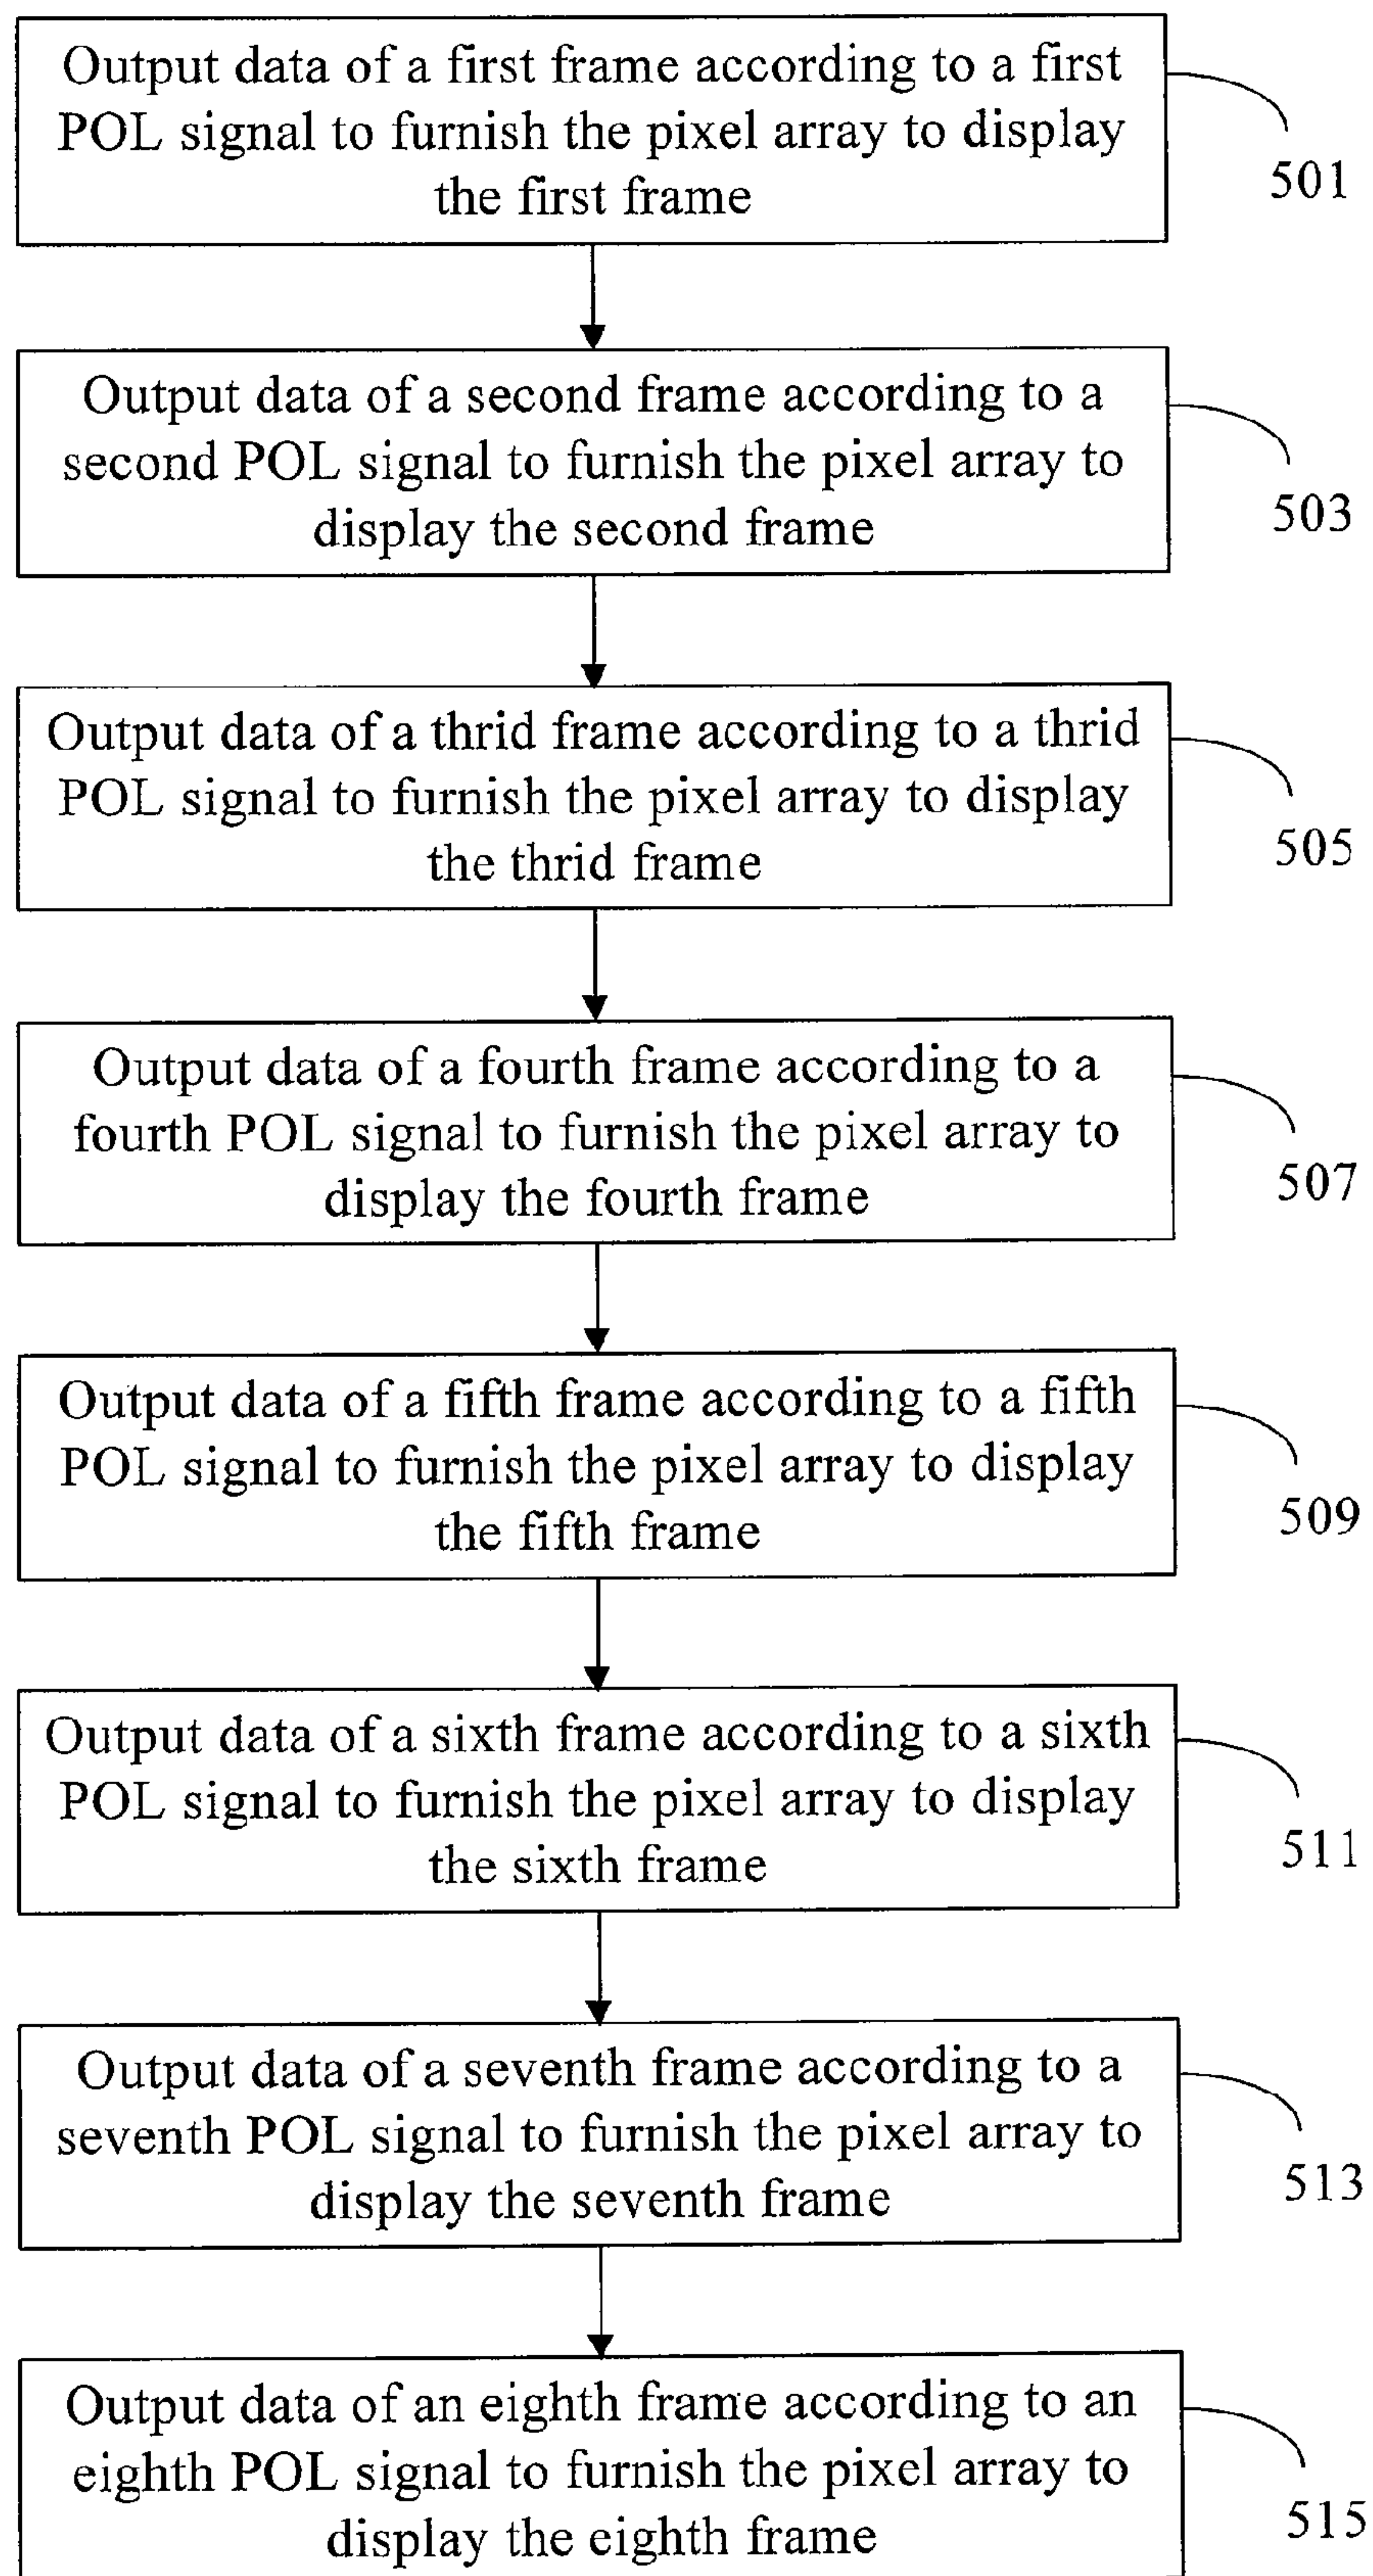 Output data of a first frame according to a first
POL signal to furnish the pixel array to display
the first frame
501
Output data of a second frame according to a
second POL signal to furnish the pixel array to
display the second frame
503
Output data of a thrid frame according to a thrid
POL signal to furnish the pixel array to display
the thrid frame
505
Output data of a fourth frame according to a
fourth POL signal to furnish the pixel array to
display the fourth frame
507
Output data of a fifth frame according to a fifth
POL signal to furnish the pixel array to display
the fifth frame
509
Output data of a sixth frame according to a sixth
POL signal to furnish the pixel array to display
the sixth frame
511
Output data of a seventh frame according to a
seventh POL signal to furnish the pixel array to
display the seventh frame
513
Output data of an eighth frame according to an
eighth POL signal to furnish the pixel array to
display the eighth frame
515